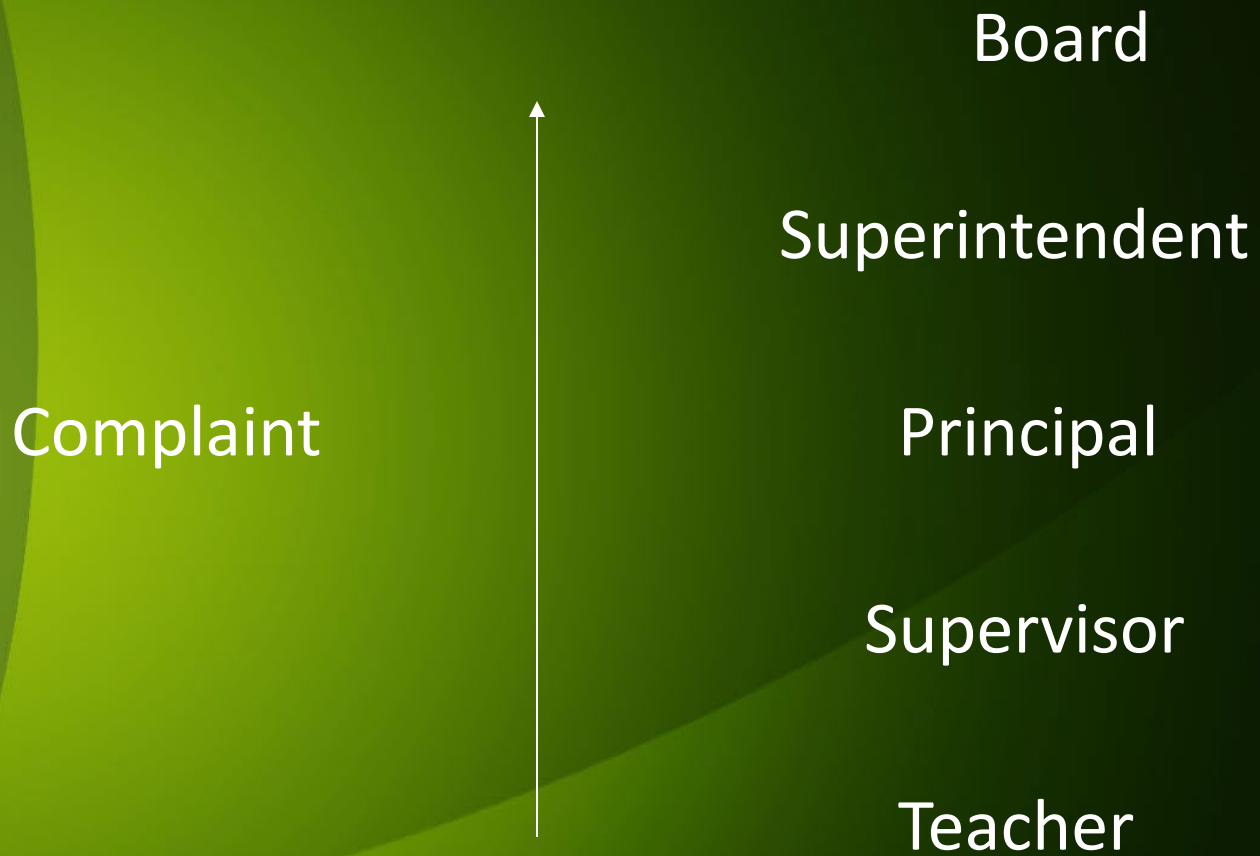 Board
Superintendent
Complaint
Principal
Supervisor
Teacher